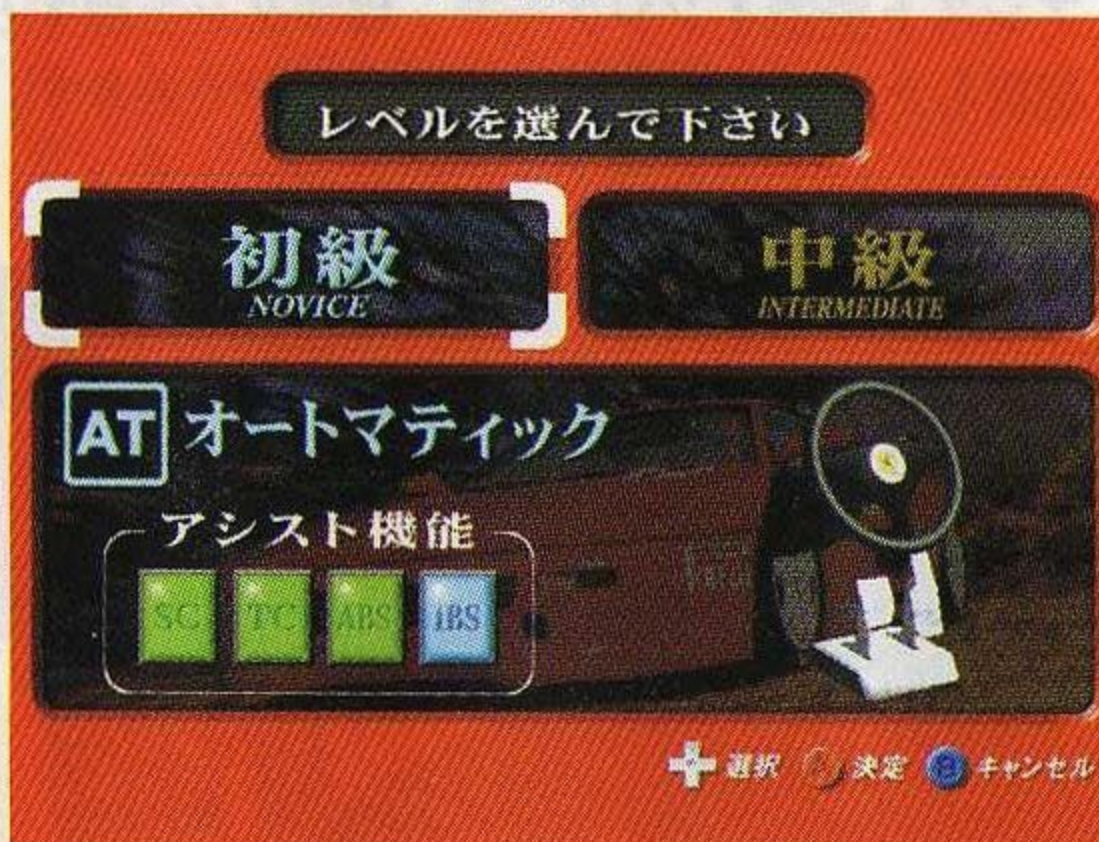 レベルを選んで下さい
初級
NOVICE
中級
INTERMEDIATE
AT オートマティック
アシスト機能
SC TC ABS IBS
選択 A 決定 B キャンセル